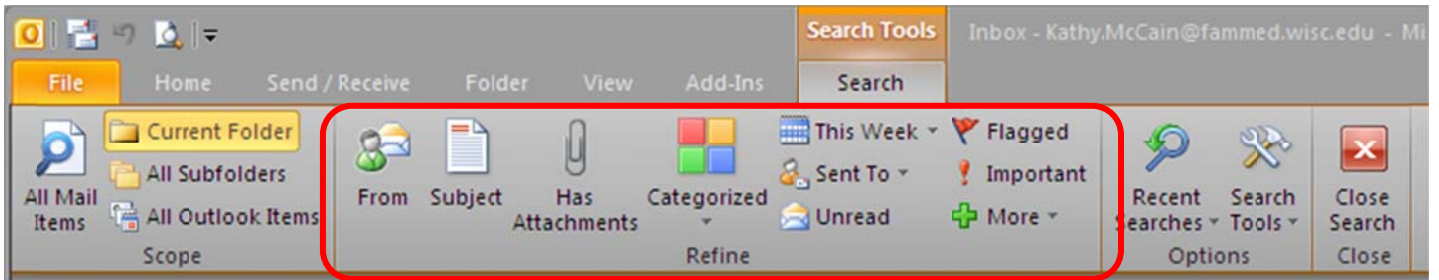 Search Tools
Inbox - Kathy.McCain@fammed.wisc.edu - Mi
File Home Send / Receive Folder View Add-Ins Search
All Mail Items
Current Folder
All Subfolders
All Outlook Items
Scope
From
Subject
Has Attachments
Categorized
This Week
Sent To
Unread
Flagged
Important
More
Refine
Recent Searches
Search Tools
Options
Close Search
Close